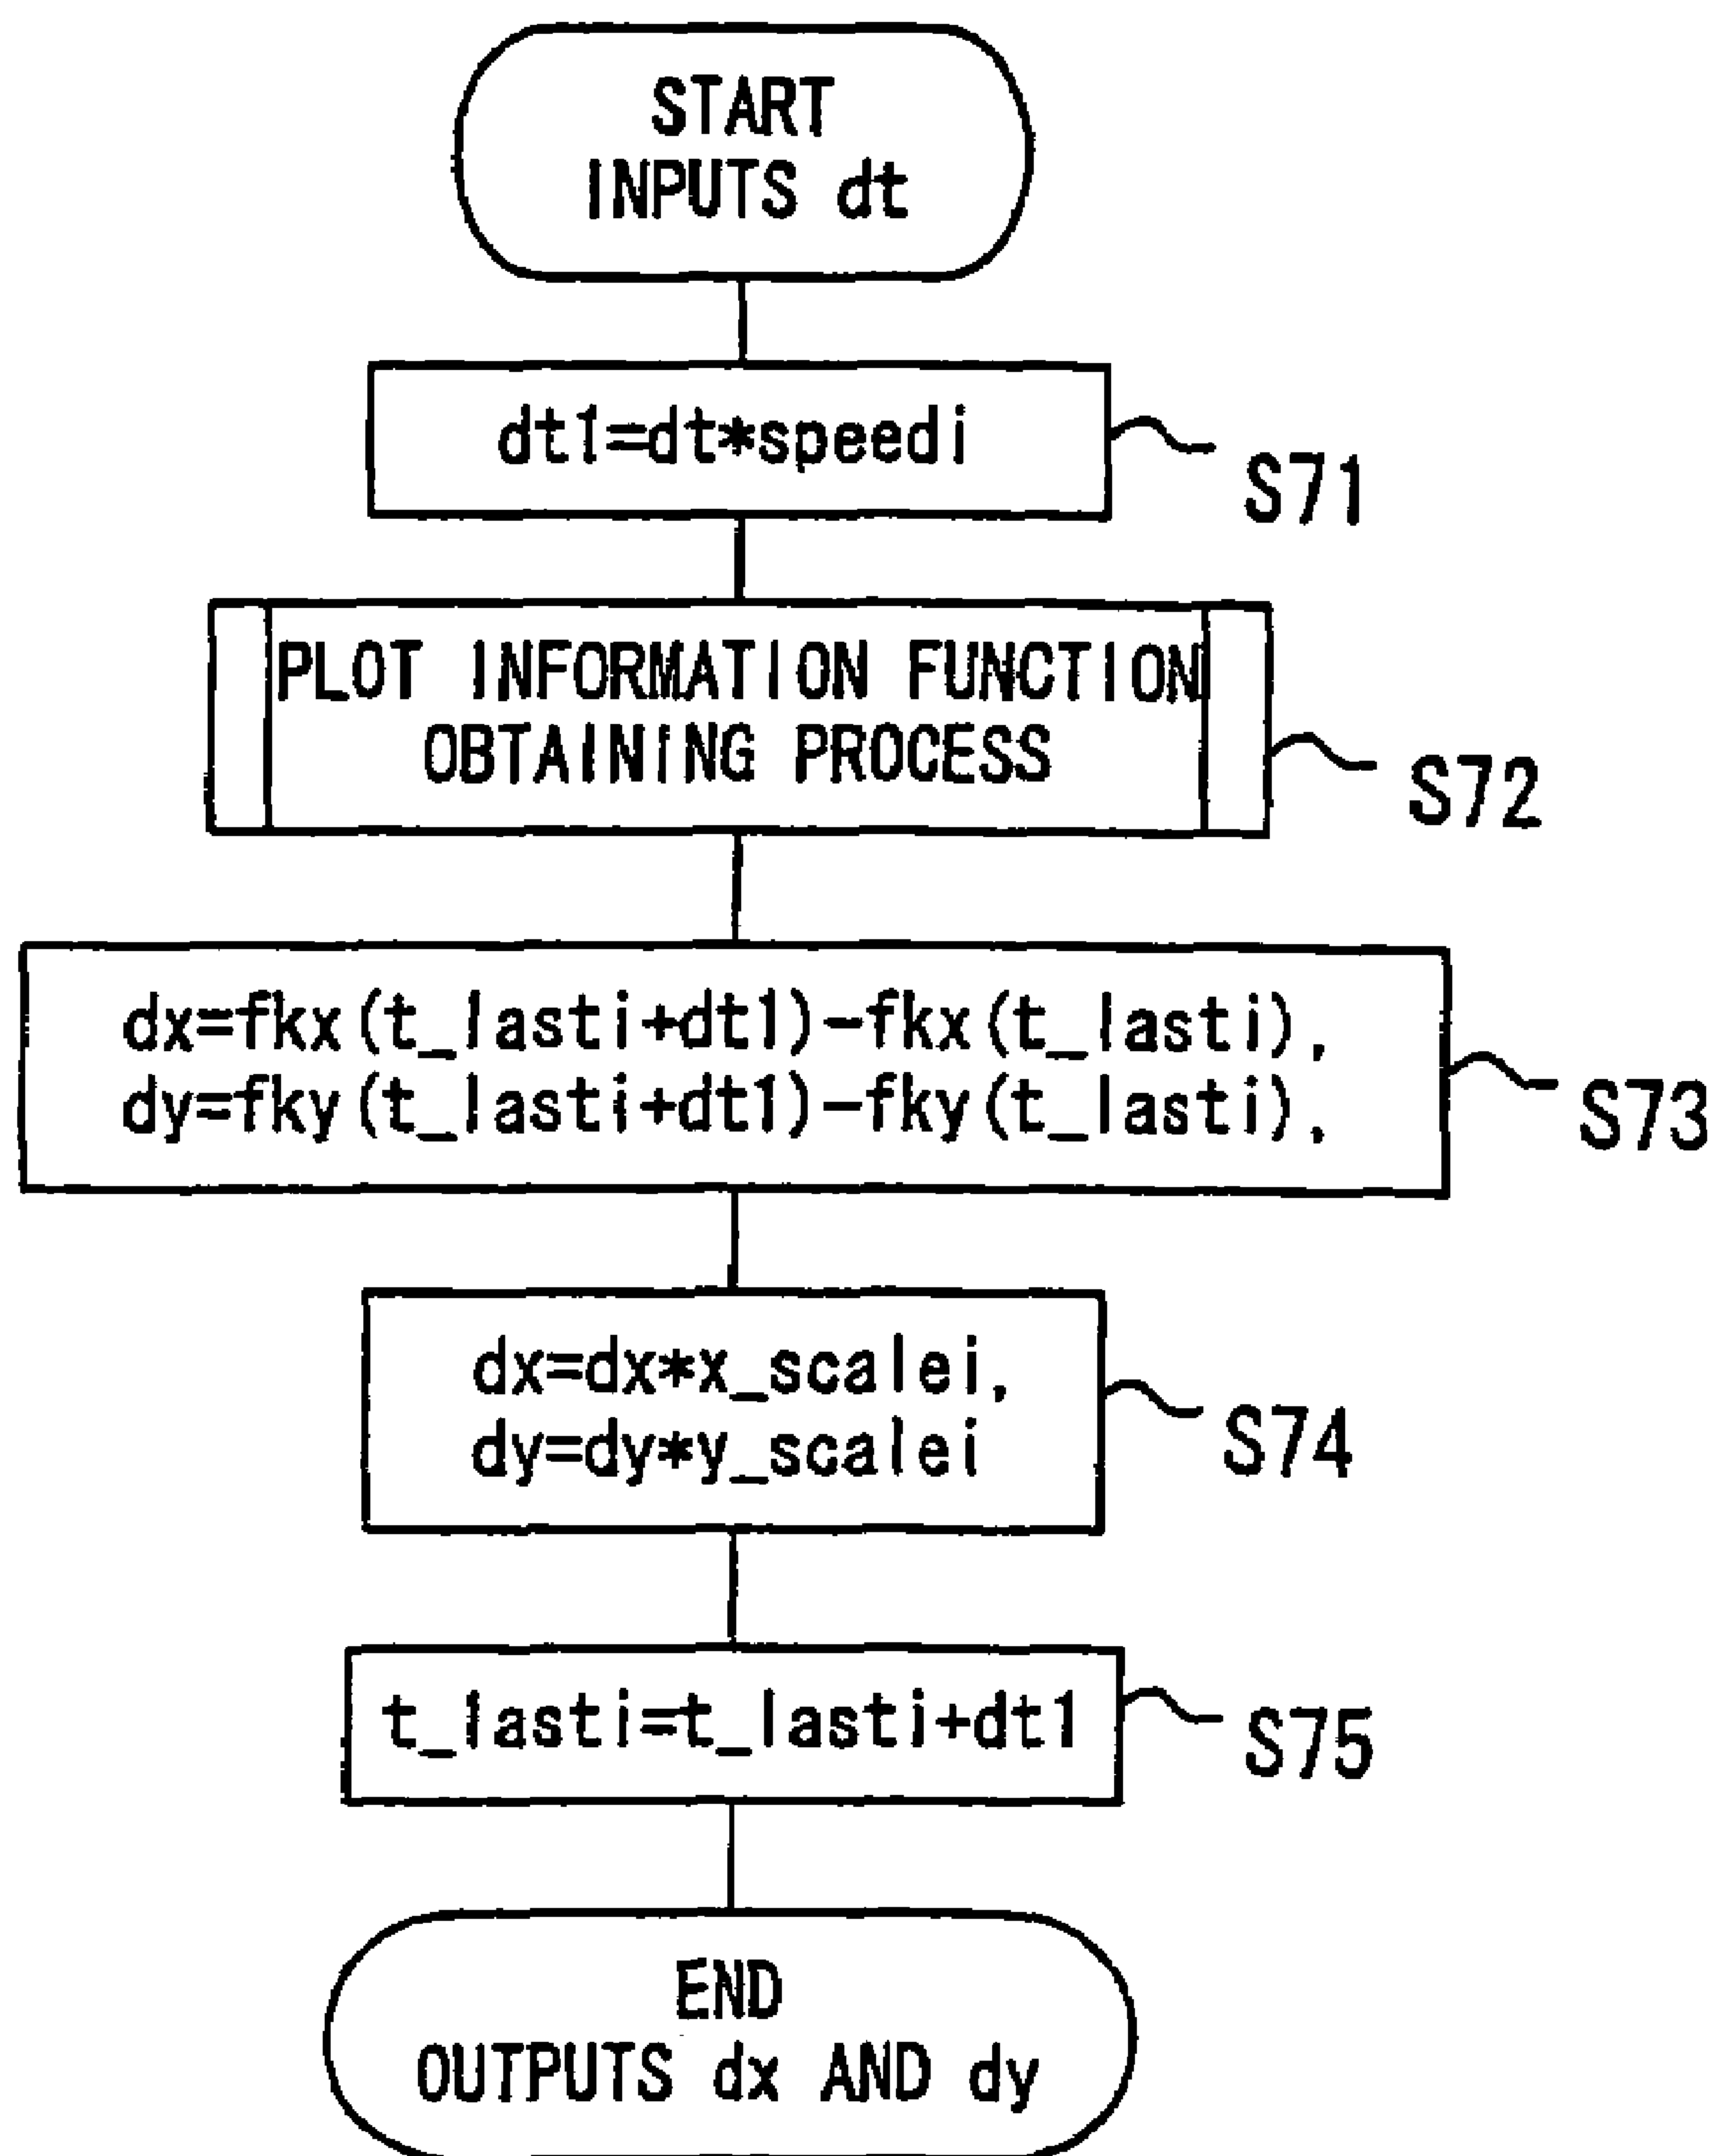 START
INPUTS dt
dt1=dt*speedi
S71
PLOT INFORMATION FUNCTION
OBTAINING PROCESS
S72
dx=fkx(t_lasti+dt1)-fkx(t_lasti),
dy=fky(t_lasti+dt1)-fky(t_lasti),
S73
dx=dx*x_scalei,
dy=dy*y_scalei
S74
t_lasti=t_lasti+dt1
S75
END
OUTPUTS dx AND dy